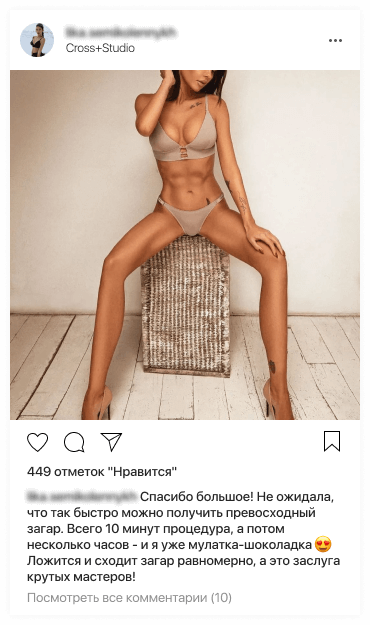 Cross+Studio
449 отметок "Нравится"
Спасибо большое! Не ожидала,
что так быстро можно получить превосходный
загар. Всего 10 минут процедура, а потом
несколько часов - и я уже мулатка-шоколадка 😍
Ложится и сходит загар равномерно, а это заслуга
крутых мастеров!
Посмотреть все комментарии (10)